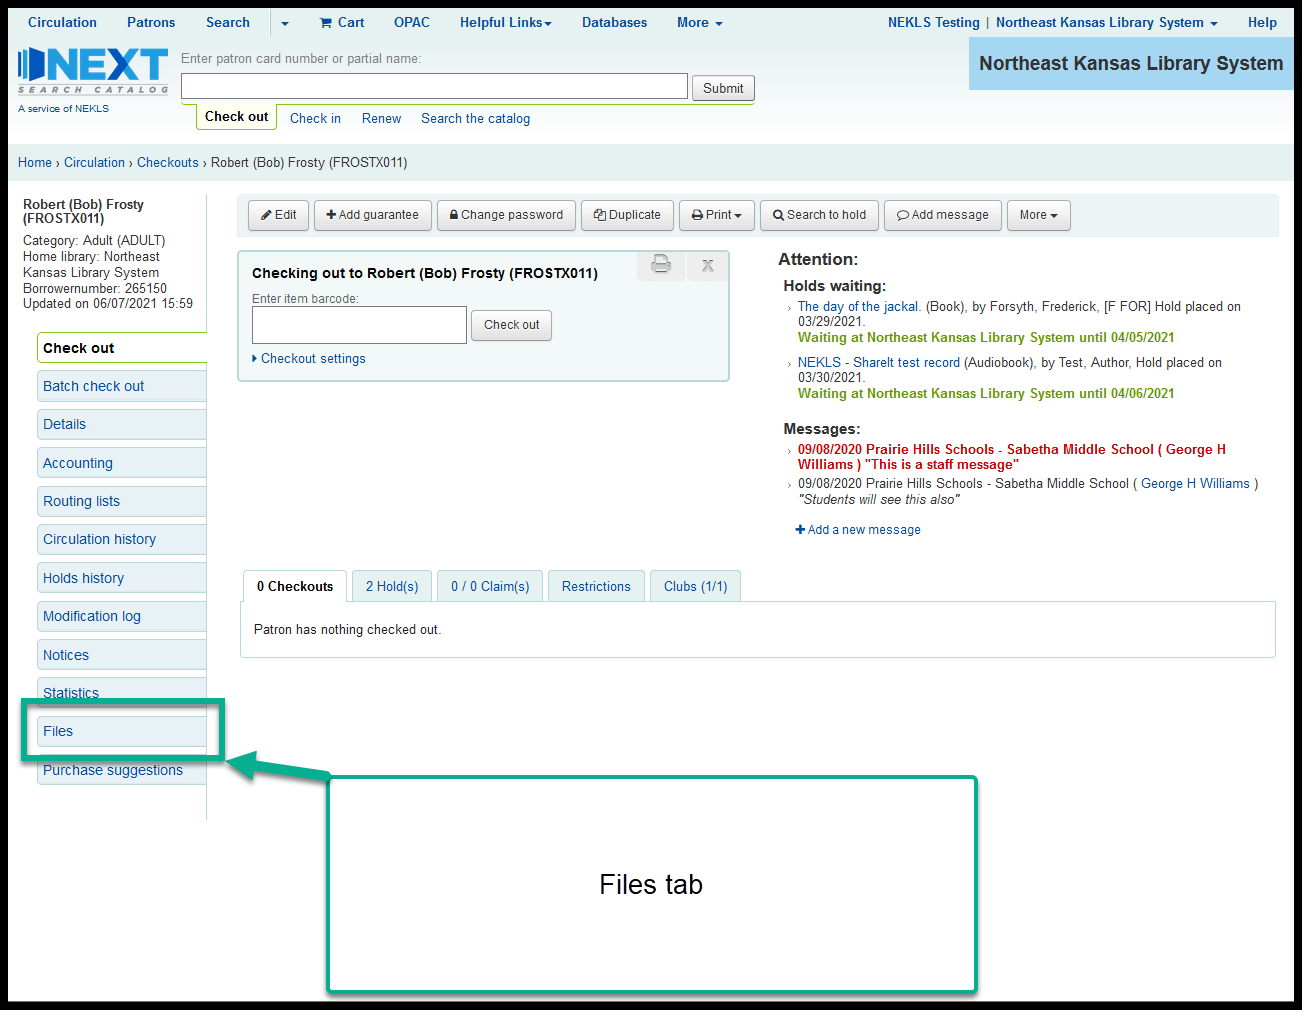 Circulation Patrons Search Cart OPAC Helpful Links Databases More NEKLS Testing | Northeast Kansas Library System Help
NEXT
SEARCH CATALOG
A service of NEKLS
Enter patron card number or partial name:
Submit
Check out Check in Renew Search the catalog
Northeast Kansas Library System
Home › Circulation › Checkouts › Robert (Bob) Frosty (FROSTX011)
Robert (Bob) Frosty
(FROSTX011)
Category: Adult (ADULT)
Home library: Northeast
Kansas Library System
Borrowernumber: 265150
Updated on 06/07/2021 15:59
Check out
Batch check out
Details
Accounting
Routing lists
Circulation history
Holds history
Modification log
Notices
Statistics
Files
Purchase suggestions
Edit + Add guarantee Change password Duplicate Print Search to hold Add message More
Checking out to Robert (Bob) Frosty (FROSTX011) X
Enter item barcode:
Check out
Checkout settings
Attention:
Holds waiting:
› The day of the jackal. (Book), by Forsyth, Frederick, [F FOR] Hold placed on
03/29/2021.
Waiting at Northeast Kansas Library System until 04/05/2021
› NEKLS - ShareIt test record (Audiobook), by Test, Author, Hold placed on
03/30/2021.
Waiting at Northeast Kansas Library System until 04/06/2021
Messages:
› 09/08/2020 Prairie Hills Schools - Sabetha Middle School ( George H
Williams ) "This is a staff message"
› 09/08/2020 Prairie Hills Schools - Sabetha Middle School ( George H Williams )
"Students will see this also"
+ Add a new message
0 Checkouts 2 Hold(s) 0 / 0 Claim(s) Restrictions Clubs (1/1)
Patron has nothing checked out.
Files tab